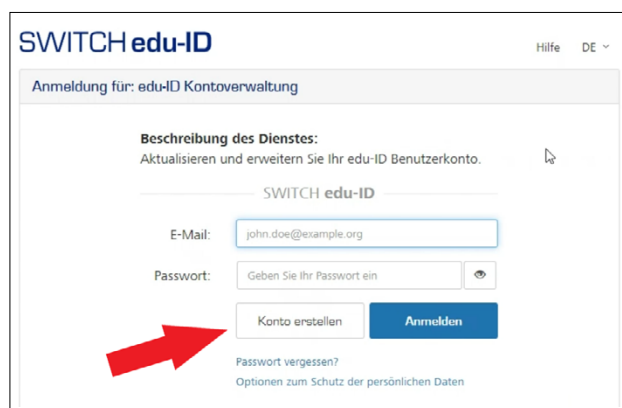 SWITCH edu-ID
Hilfe DE
Anmeldung für: edu-ID Kontoverwaltung
Beschreibung des Dienstes:
Aktualisieren und erweitern Sie Ihr edu-ID Benutzerkonto.
SWITCH edu-ID
E-Mail: john.doe@example.org
Passwort: Geben Sie Ihr Passwort ein
Konto erstellen Anmelden
Passwort vergessen?
Optionen zum Schutz der persönlichen Daten